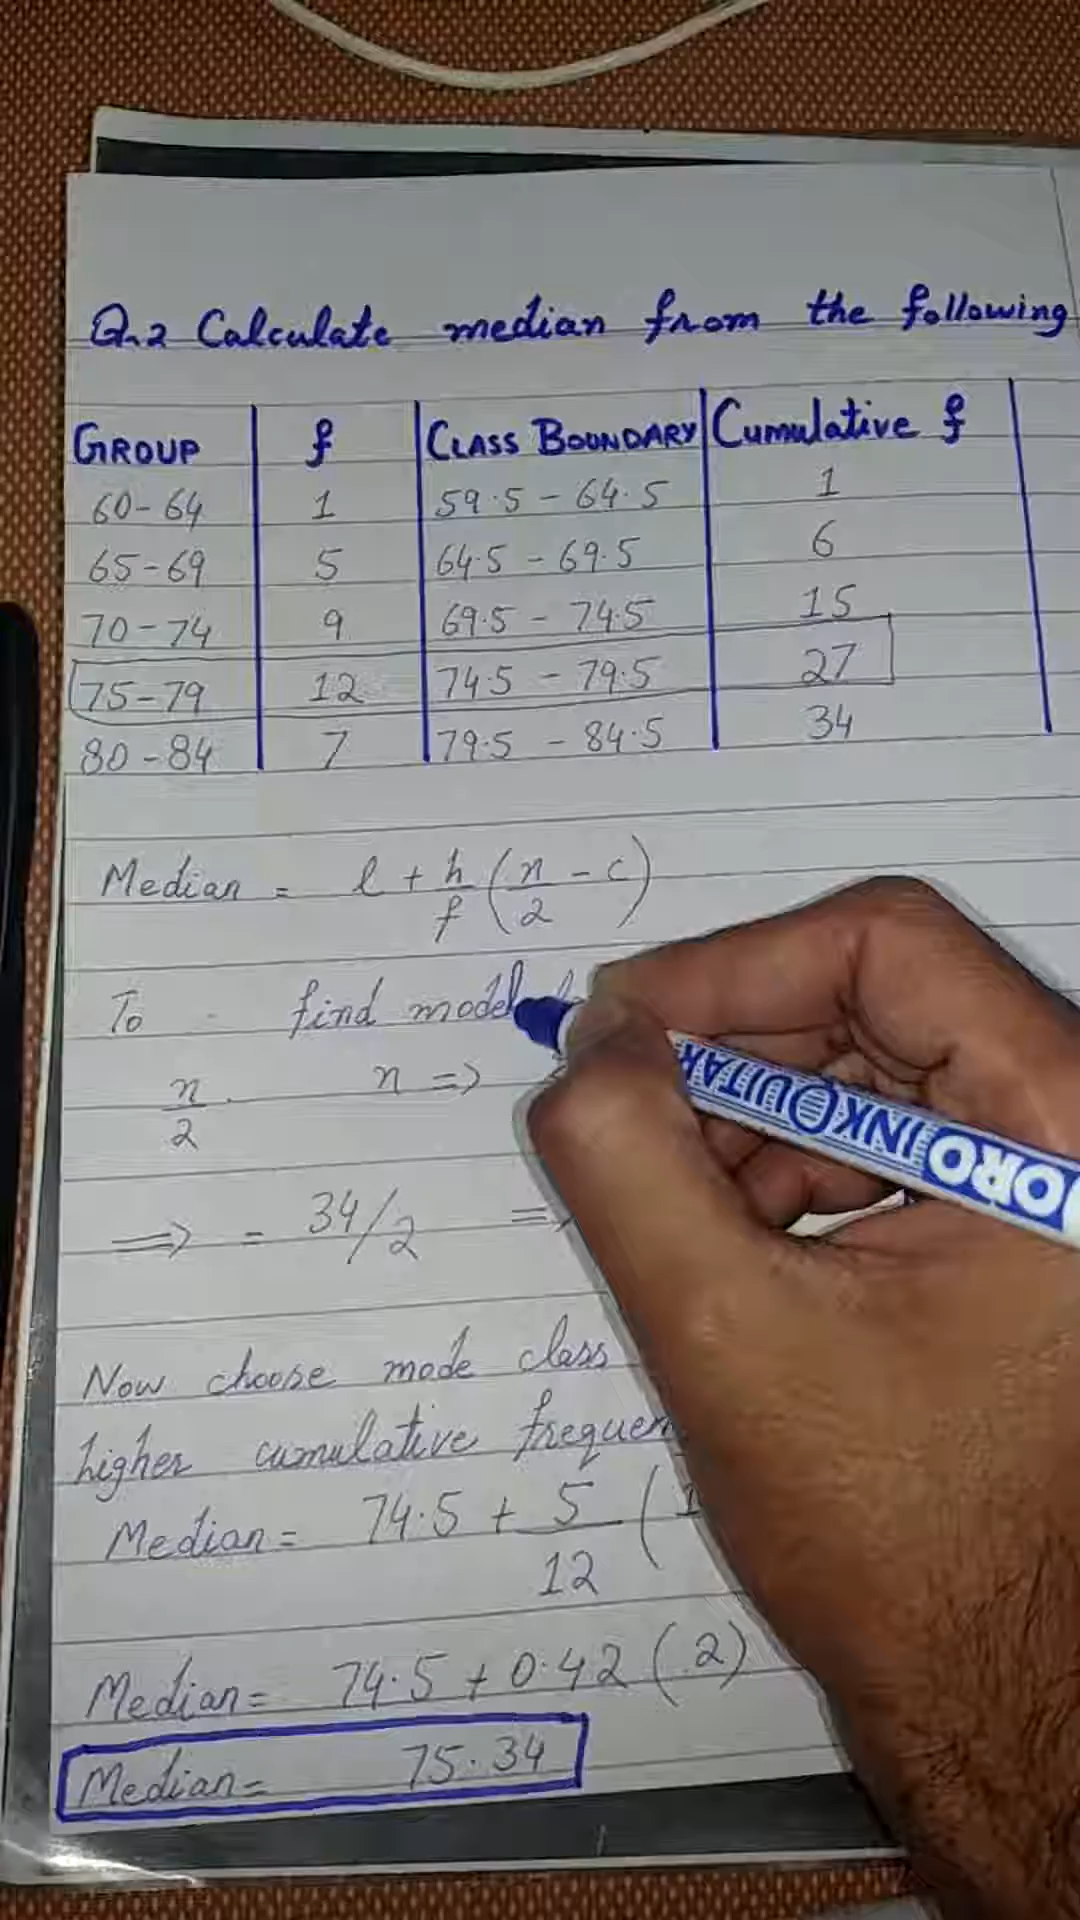 Q.2 Calculate median from the following
GROUP f CLASS BOUNDARY Cumulative f
60-64 1 59.5 - 64.5 1
65-69 5 64.5 - 69.5 6
70-74 9 69.5 - 74.5 15
75-79 12 74.5 - 79.5 27
80-84 7 79.5 - 84.5 34
Median = l + h/f (n/2 - c)
To find model
n/2 n =>
=> = 34/2 =>
Now choose mode class
higher cumulative
Median = 74.5 + 5/12 (1
Median = 74.5 + 0.42 (2)
Median = 75.34